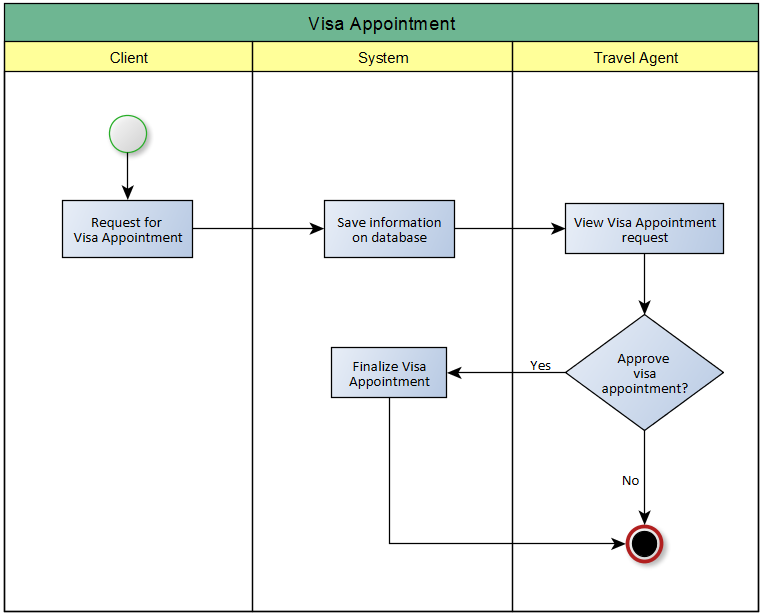 Visa Appointment
Client
System
Travel Agent
Request for
Visa Appointment
Save information
on database
View Visa Appointment
request
Approve
visa
appointment?
Yes
Finalize Visa
Appointment
No